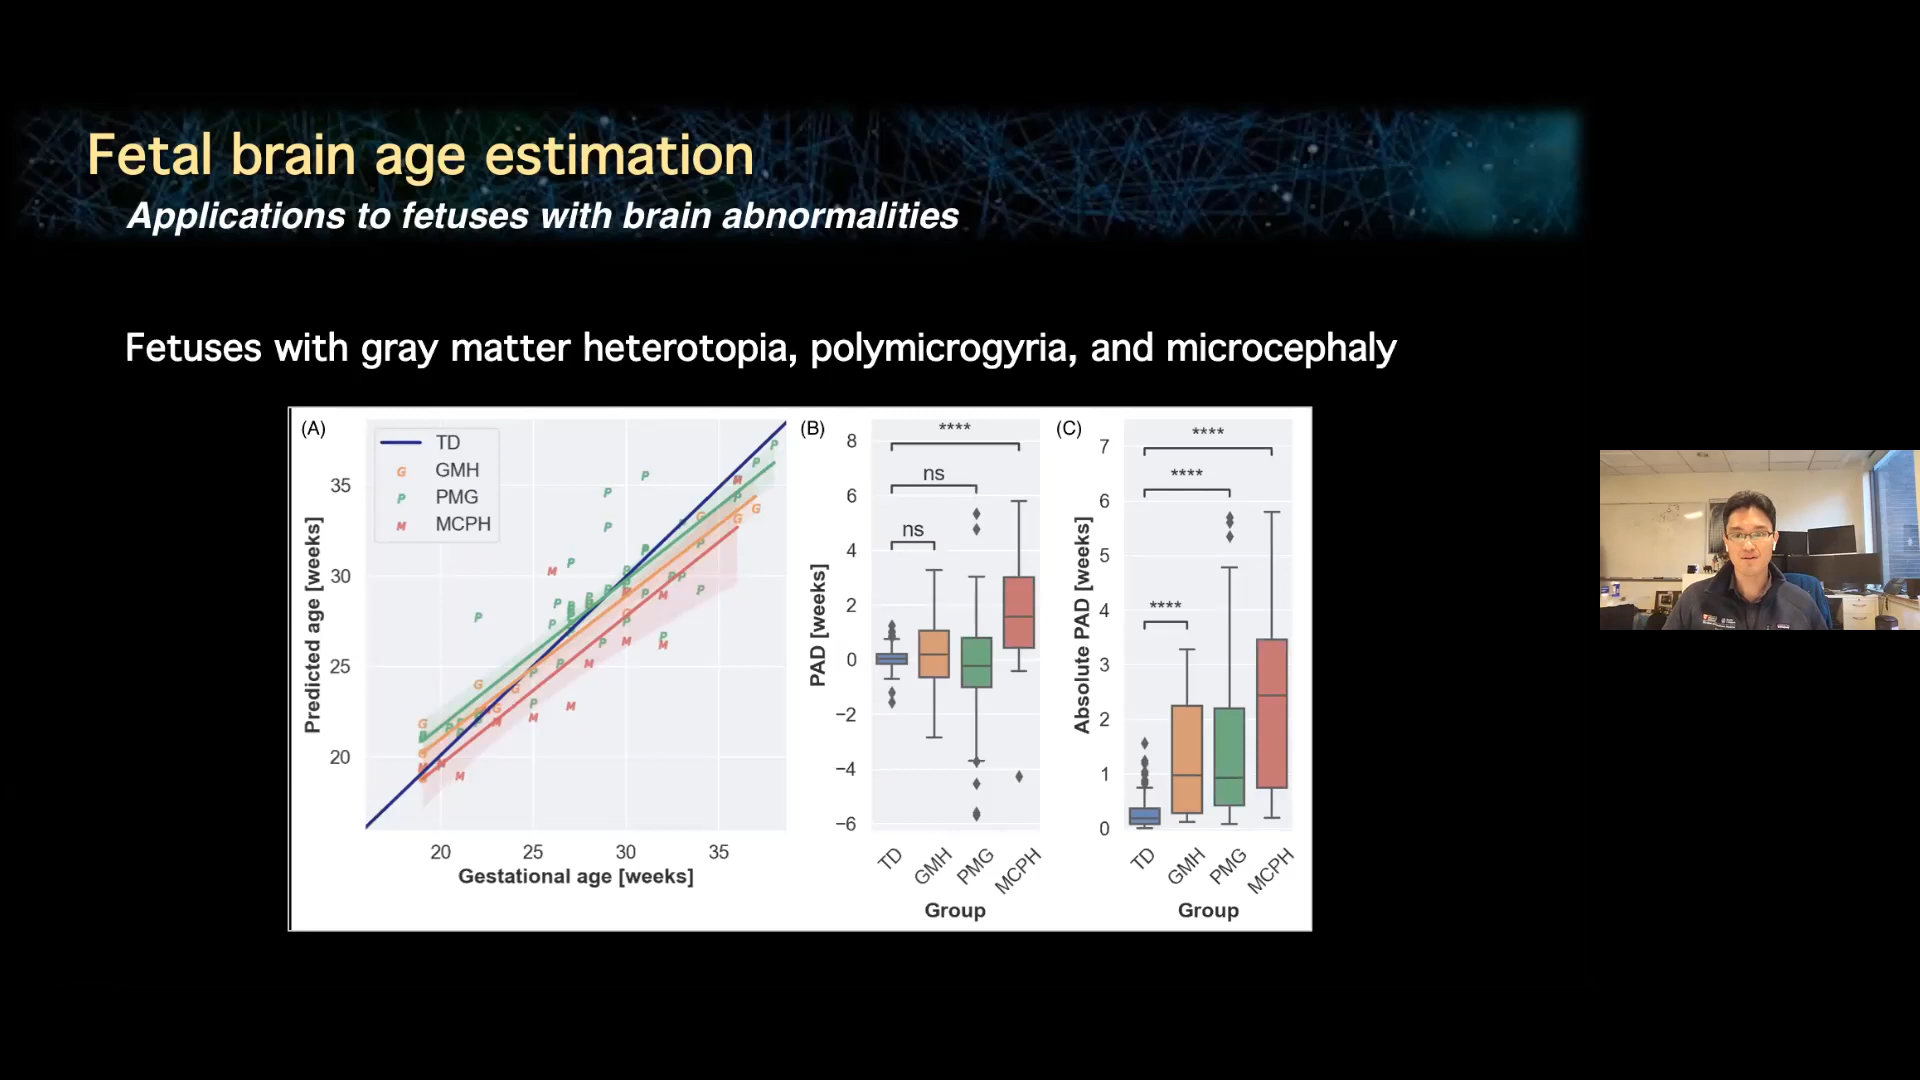 Fetal brain age estimation
Applications to fetuses with brain abnormalities
Fetuses with gray matter heterotopia, polymicrogyria, and microcephaly
(A)
TD
G GMH
P PMG
M MCPH
Predicted age [weeks]
35
30
25
20
20 25 30 35
Gestational age [weeks]
(B)
PAD [weeks]
8
6
4
2
0
−2
−4
−6
****
ns
ns
TD GMH PMG MCPH
Group
(C)
Absolute PAD [weeks]
7
6
5
4
3
2
1
0
****
****
****
TD GMH PMG MCPH
Group